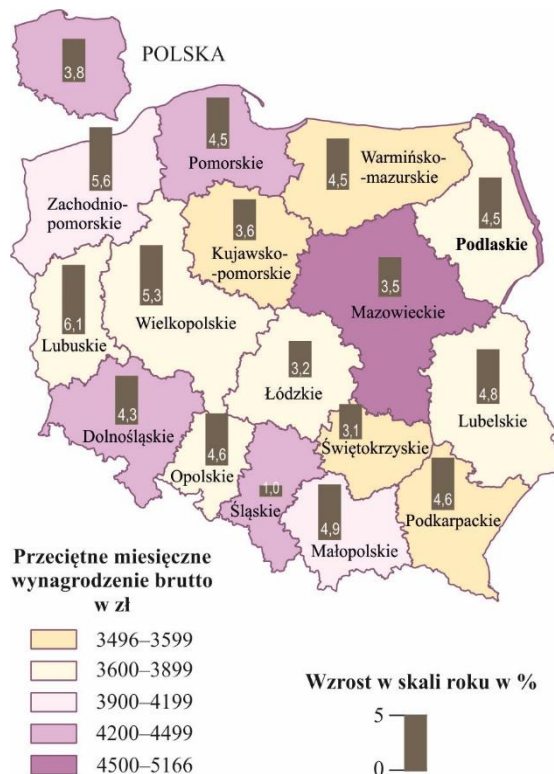 3,8
POLSKA
4,5
Pomorskie
5,6
Zachodnio-
pomorskie
4,5
Warmińsko-
mazurskie
4,5
Podlaskie
3,6
Kujawsko-
-pomorskie
5,3
Wielkopolskie
3,5
Mazowieckie
6,1
Lubuskie
3,2
Łódzkie
4,8
Lubelskie
4,3
Dolnośląskie
4,6
Opolskie
1,0
Śląskie
3,1
Świętokrzyskie
4,9
Małopolskie
4,6
Podkarpackie
Przeciętne miesięczne
wynagrodzenie brutto
w zł
3496–3599
3600–3899
3900–4199
4200–4499
4500–5166
Wzrost w skali roku w %
5
0